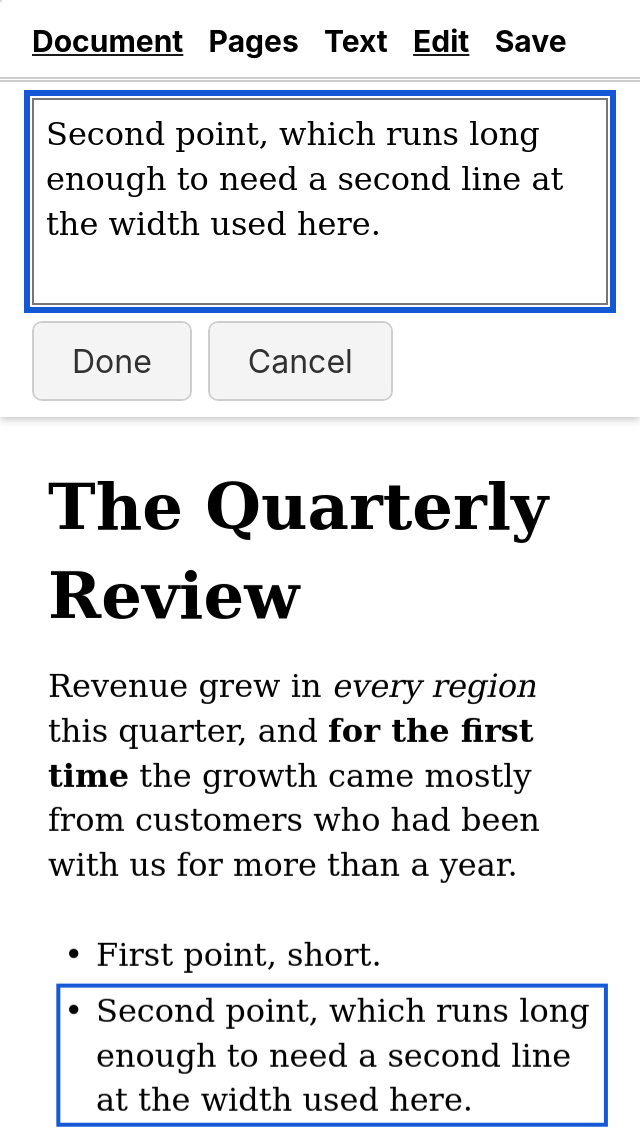 Document Pages Text Edit Save
Second point, which runs long
enough to need a second line at
the width used here.
Done Cancel
The Quarterly
Review
Revenue grew in every region
this quarter, and for the first
time the growth came mostly
from customers who had been
with us for more than a year.
• First point, short.
• Second point, which runs long
enough to need a second line
at the width used here.